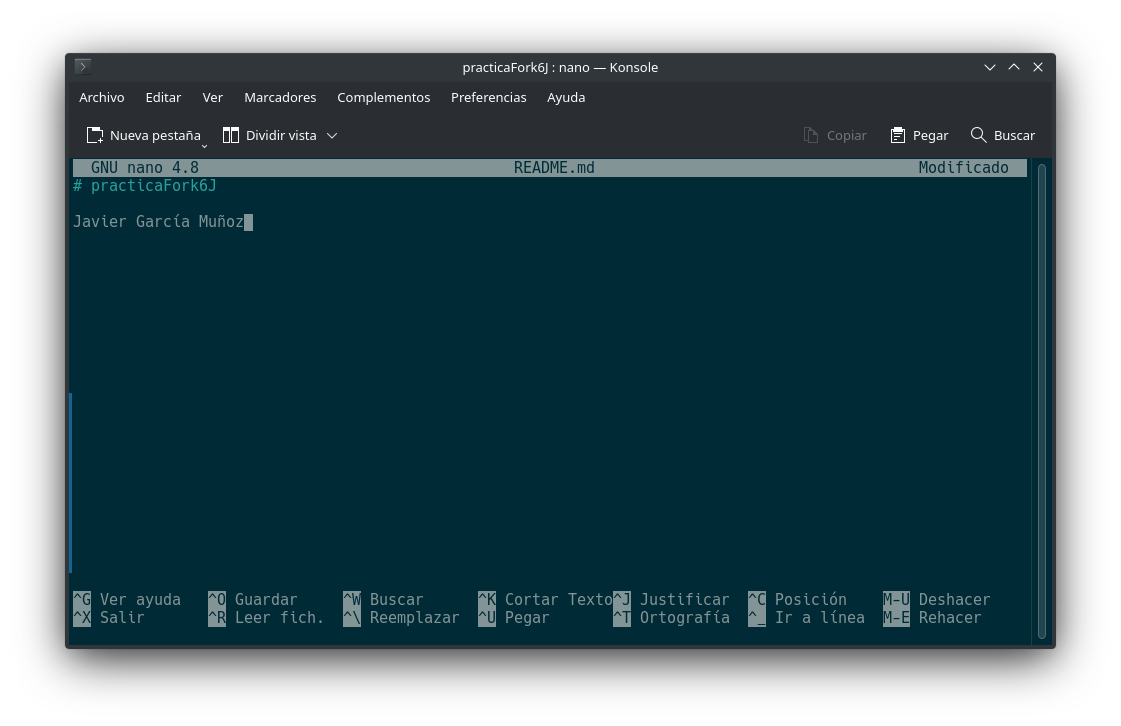 practicaFork6J : nano — Konsole
Archivo Editar Ver Marcadores Complementos Preferencias Ayuda
Nueva pestaña Dividir vista Copiar Pegar Buscar
GNU nano 4.8 README.md Modificado
# practicaFork6J
Javier García Muñoz
^G Ver ayuda ^O Guardar ^W Buscar ^K Cortar Texto ^J Justificar ^C Posición M-U Deshacer
^X Salir ^R Leer fich. ^\ Reemplazar ^U Pegar ^T Ortografía ^_ Ir a línea M-E Rehacer